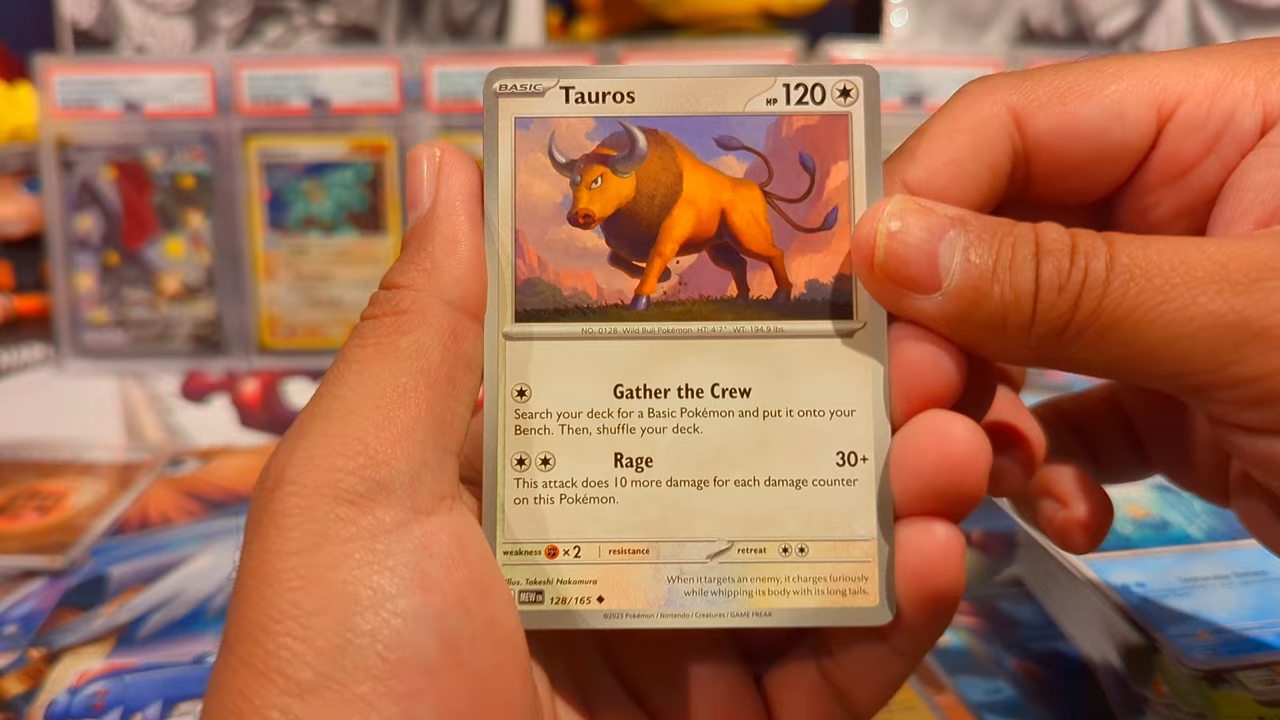 BASIC Tauros HP 120
NO. 0128 Wild Bull Pokémon HT: 4'7" WT: 194.9 lbs.
Gather the Crew
Search your deck for a Basic Pokémon and put it onto your
Bench. Then, shuffle your deck.
Rage 30+
This attack does 10 more damage for each damage counter
on this Pokémon.
weakness ×2 resistance retreat
Illus. Takeshi Nakamura
When it targets an enemy, it charges furiously
while whipping its body with its long tails.
MEW EN 128/165
©2023 Pokémon / Nintendo / Creatures / GAME FREAK